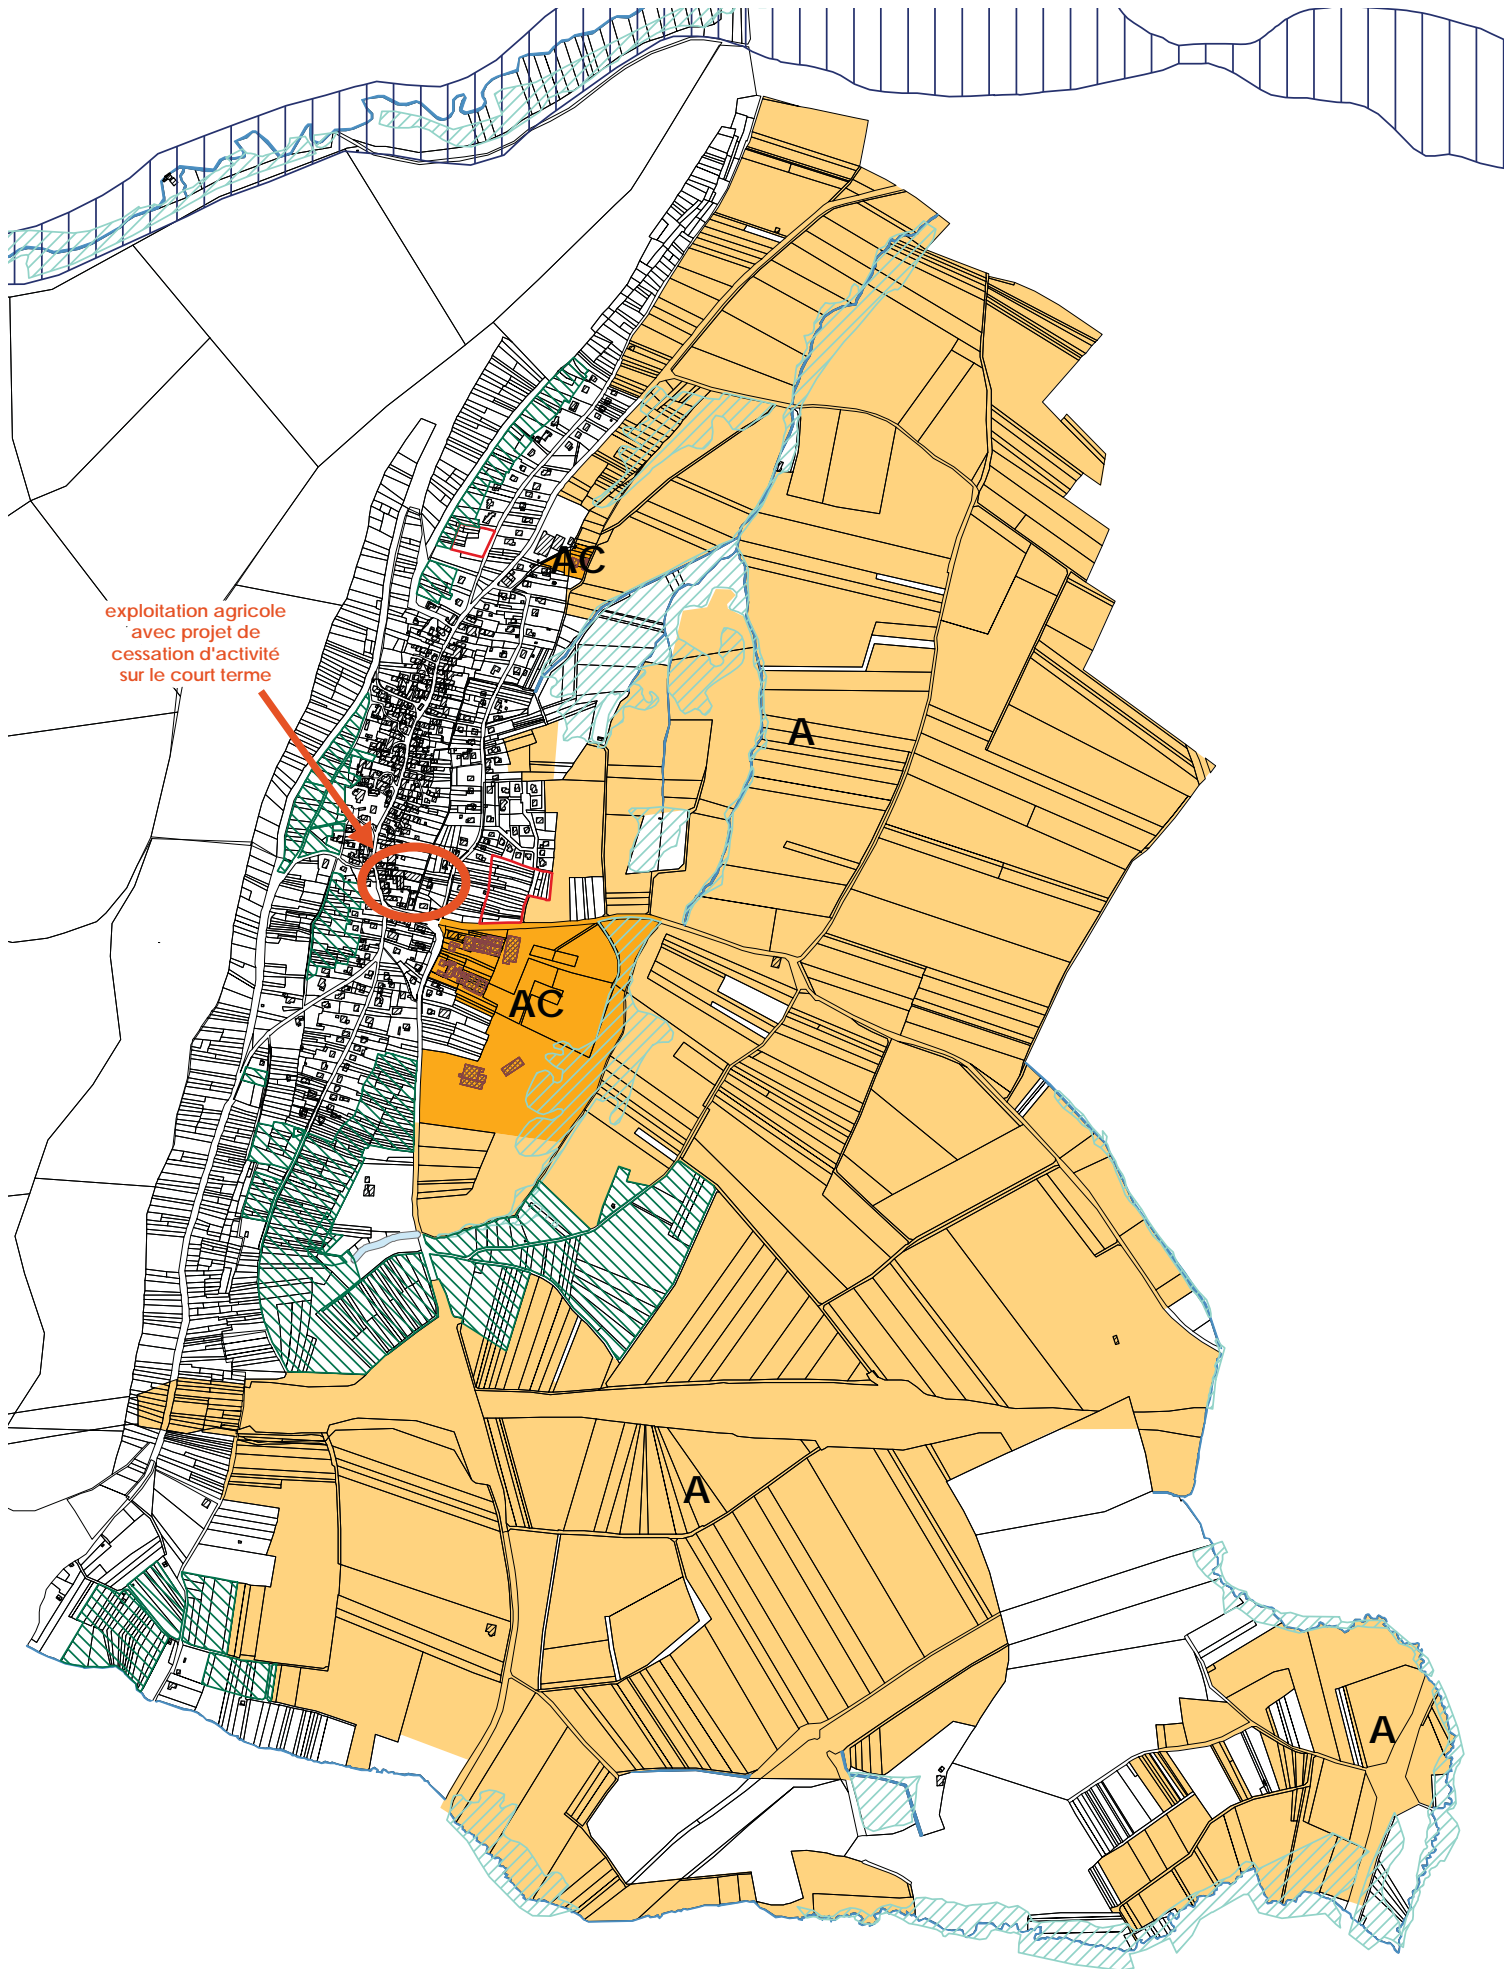 AC
exploitation agricole
avec projet de
cessation d'activité
sur le court terme
A
AC
A
A